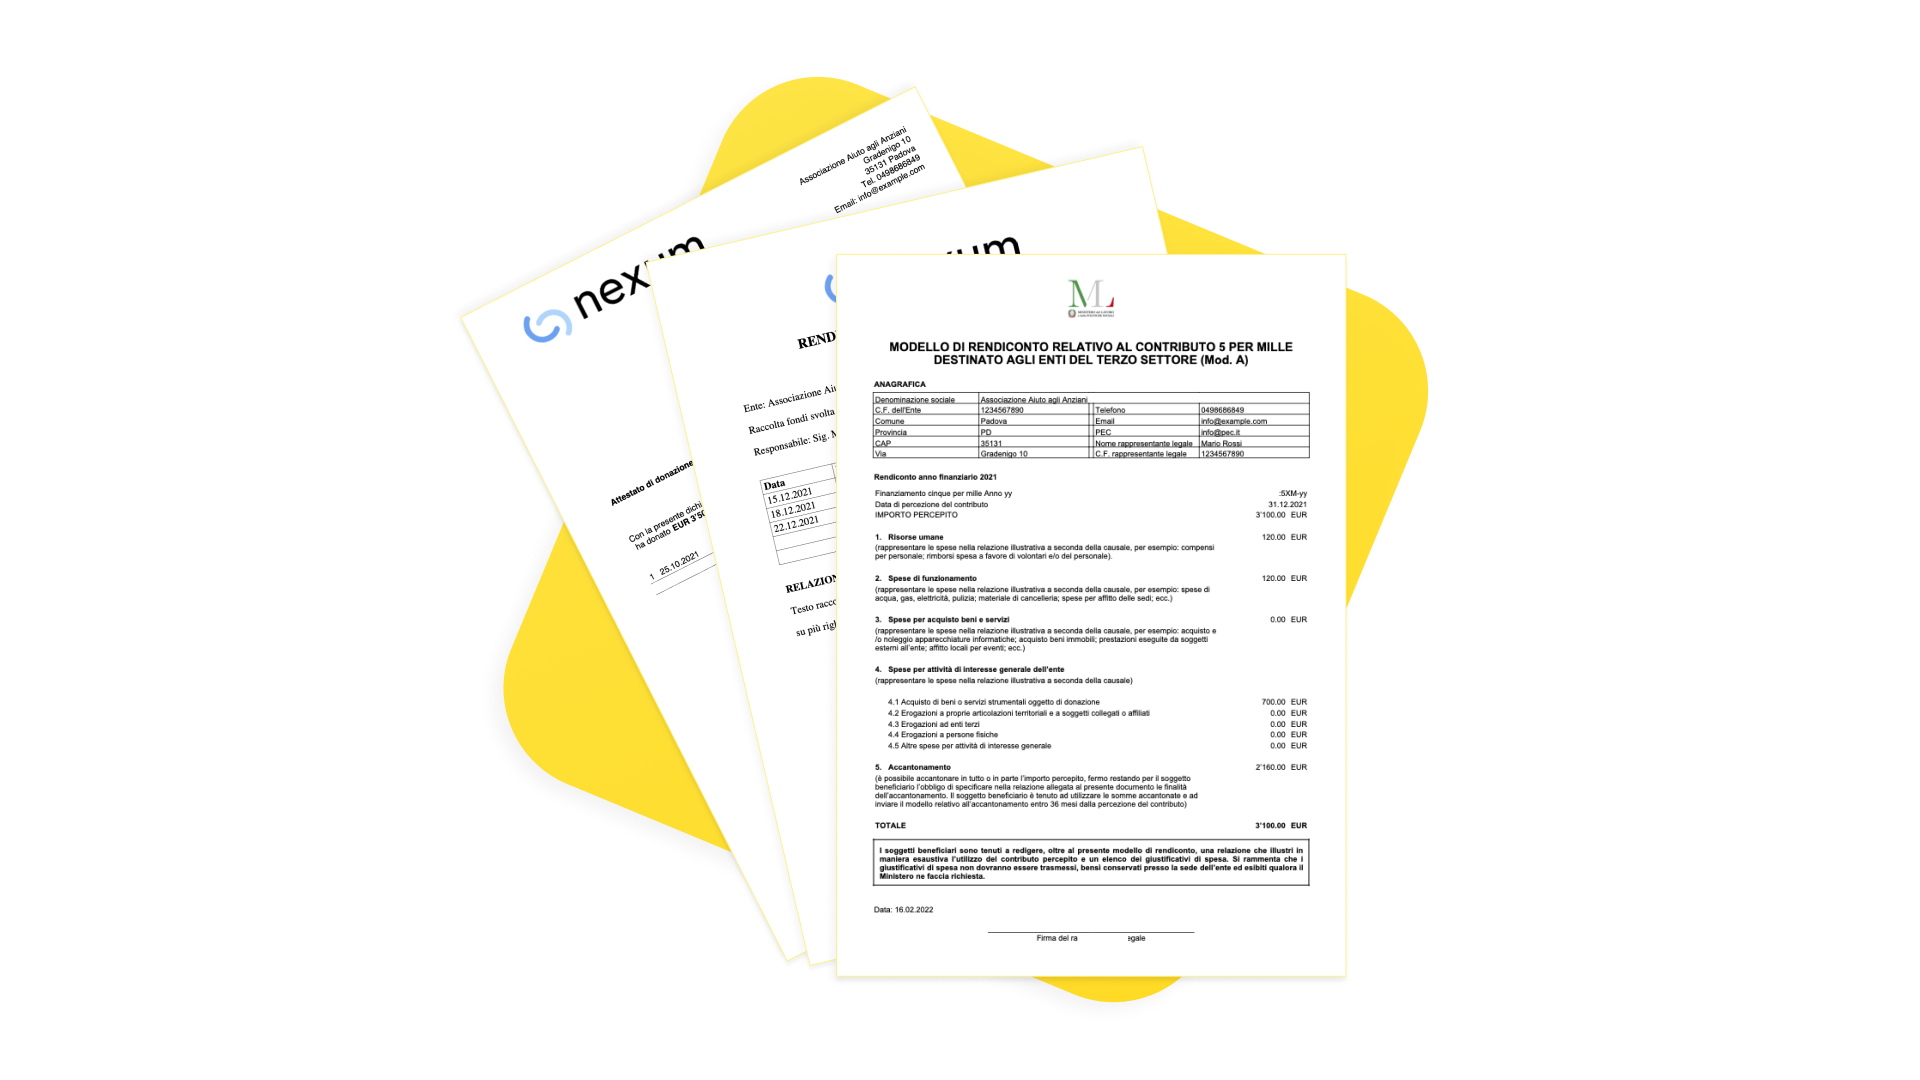 Associazione Aiuto agli Anziani
Gradenigo 10
35131 Padova
Tel. 0498686849
Email: info@example.com
Attestato di donazione
Con la presente dichi
ha donato EUR 3'50
1 25.10.2021
REND
Ente: Associazione Aiu
Raccolta fondi svolta
Responsabile: Sig. M
Data
15.12.2021
18.12.2021
22.12.2021
RELAZION
Testo racco
su più rig
MINISTERO del LAVORO
MODELLO DI RENDICONTO RELATIVO AL CONTRIBUTO 5 PER MILLE
DESTINATO AGLI ENTI DEL TERZO SETTORE (Mod. A)
ANAGRAFICA
Denominazione sociale Associazione Aiuto agli Anziani
C.F. dell'Ente 1234567890 Telefono 0498686849
Comune Padova Email info@example.com
Provincia PD PEC info@pec.it
CAP 35131 Nome rappresentante legale Mario Rossi
Via Gradenigo 10 C.F. rappresentante legale 1234567890
Rendiconto anno finanziario 2021
Finanziamento cinque per mille Anno yy :5XM-yy
Data di percezione del contributo 31.12.2021
IMPORTO PERCEPITO 3'100.00 EUR
1. Risorse umane 120.00 EUR
(rappresentare le spese nella relazione illustrativa a seconda della causale, per esempio: compensi
per personale; rimborsi spesa a favore di volontari e/o del personale).
2. Spese di funzionamento 120.00 EUR
(rappresentare le spese nella relazione illustrativa a seconda della causale, per esempio: spese di
acqua, gas, elettricità, pulizia; materiale di cancelleria; spese per affitto delle sedi; ecc.)
3. Spese per acquisto beni e servizi 0.00 EUR
(rappresentare le spese nella relazione illustrativa a seconda della causale, per esempio: acquisto e
/o noleggio apparecchiature informatiche; acquisto beni immobili; prestazioni eseguite da soggetti
esterni all'ente; affitto locali per eventi; ecc.)
4. Spese per attività di interesse generale dell'ente
(rappresentare le spese nella relazione illustrativa a seconda della causale)
4.1 Acquisto di beni o servizi strumentali oggetto di donazione 700.00 EUR
4.2 Erogazioni a proprie articolazioni territoriali e a soggetti collegati o affiliati 0.00 EUR
4.3 Erogazioni ad enti terzi 0.00 EUR
4.4 Erogazioni a persone fisiche 0.00 EUR
4.5 Altre spese per attività di interesse generale 0.00 EUR
5. Accantonamento 2'160.00 EUR
(è possibile accantonare in tutto o in parte l'importo percepito, fermo restando per il soggetto
beneficiario l'obbligo di specificare nella relazione allegata al presente documento le finalità
dell'accantonamento. Il soggetto beneficiario è tenuto ad utilizzare le somme accantonate e ad
inviare il modello relativo all'accantonamento entro 36 mesi dalla percezione del contributo)
TOTALE 3'100.00 EUR
I soggetti beneficiari sono tenuti a redigere, oltre al presente modello di rendiconto, una relazione che illustri in
maniera esaustiva l'utilizzo del contributo percepito e un elenco dei giustificativi di spesa. Si rammenta che i
giustificativi di spesa non dovranno essere trasmessi, bensì conservati presso la sede dell'ente ed esibiti qualora il
Ministero ne faccia richiesta.
Data: 16.02.2022
Firma del ra egale